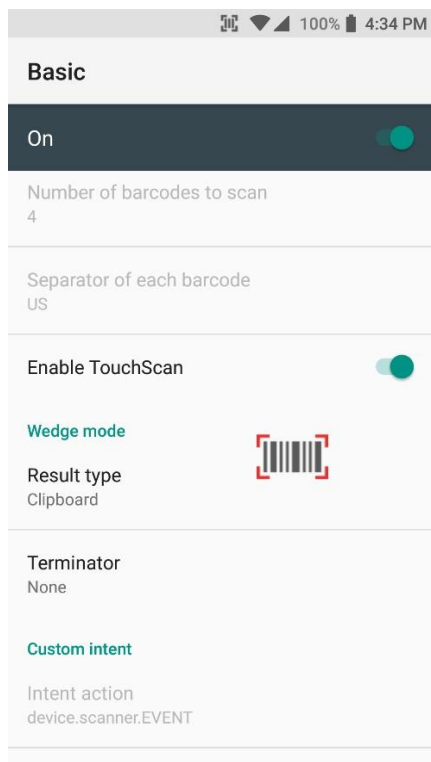 100% 4:34 PM
Basic
On
Number of barcodes to scan
4
Separator of each barcode
US
Enable TouchScan
Wedge mode
Result type
Clipboard
Terminator
None
Custom intent
Intent action
device.scanner.EVENT